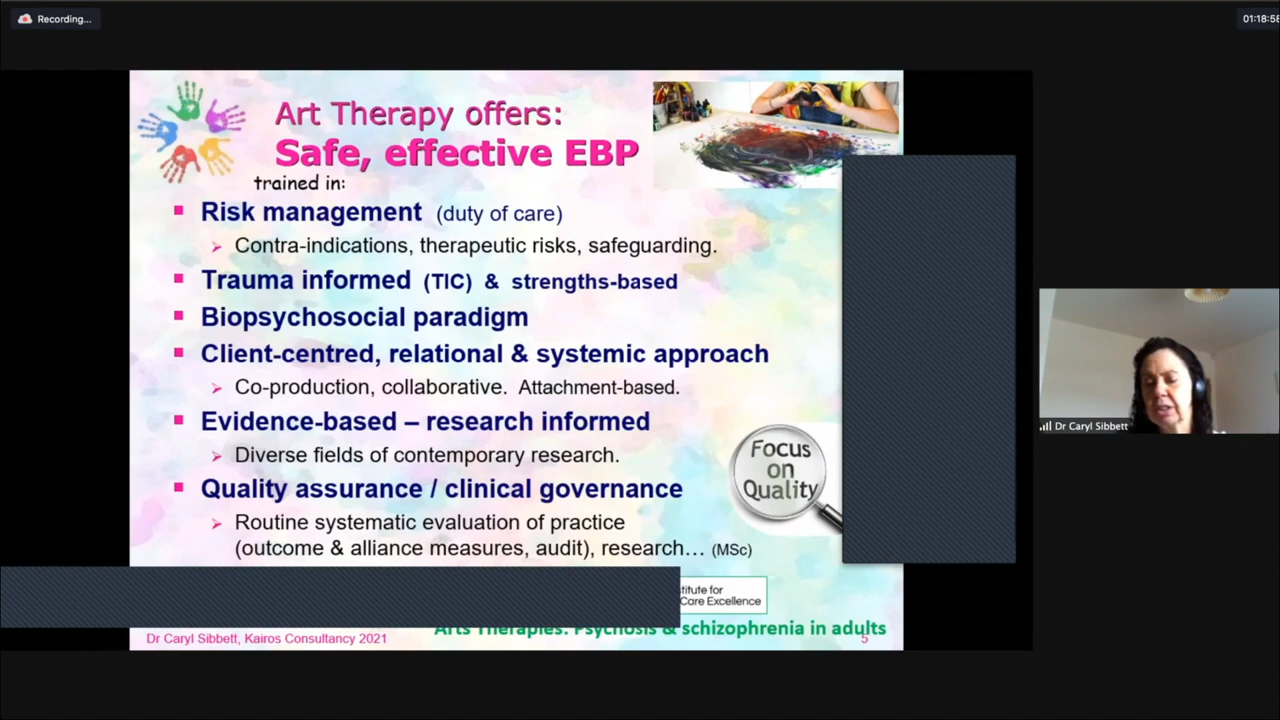 Recording...
01:18:58
Art Therapy offers:
Safe, effective EBP
trained in:
Risk management (duty of care)
Contra-indications, therapeutic risks, safeguarding.
Trauma informed (TIC) & strengths-based
Biopsychosocial paradigm
Client-centred, relational & systemic approach
Co-production, collaborative. Attachment-based.
Evidence-based – research informed
Diverse fields of contemporary research.
Quality assurance / clinical governance
Routine systematic evaluation of practice
(outcome & alliance measures, audit), research… (MSc)
Focus
on
Quality
Dr Caryl Sibbett
Care Excellence
Arts Therapies: Psychosis & schizophrenia in adults
Dr Caryl Sibbett, Kairos Consultancy 2021
5